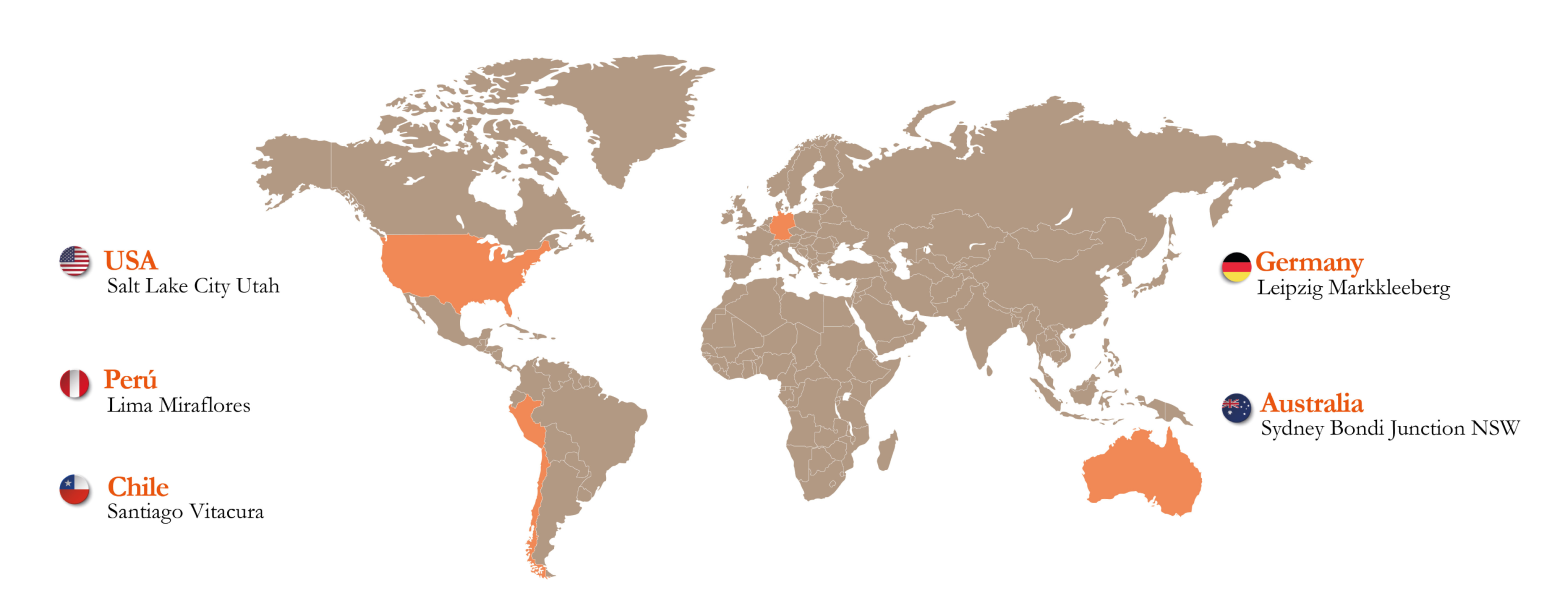 USA
Salt Lake City Utah
Perú
Lima Miraflores
Chile
Santiago Vitacura
Germany
Leipzig Markkleeberg
Australia
Sydney Bondi Junction NSW